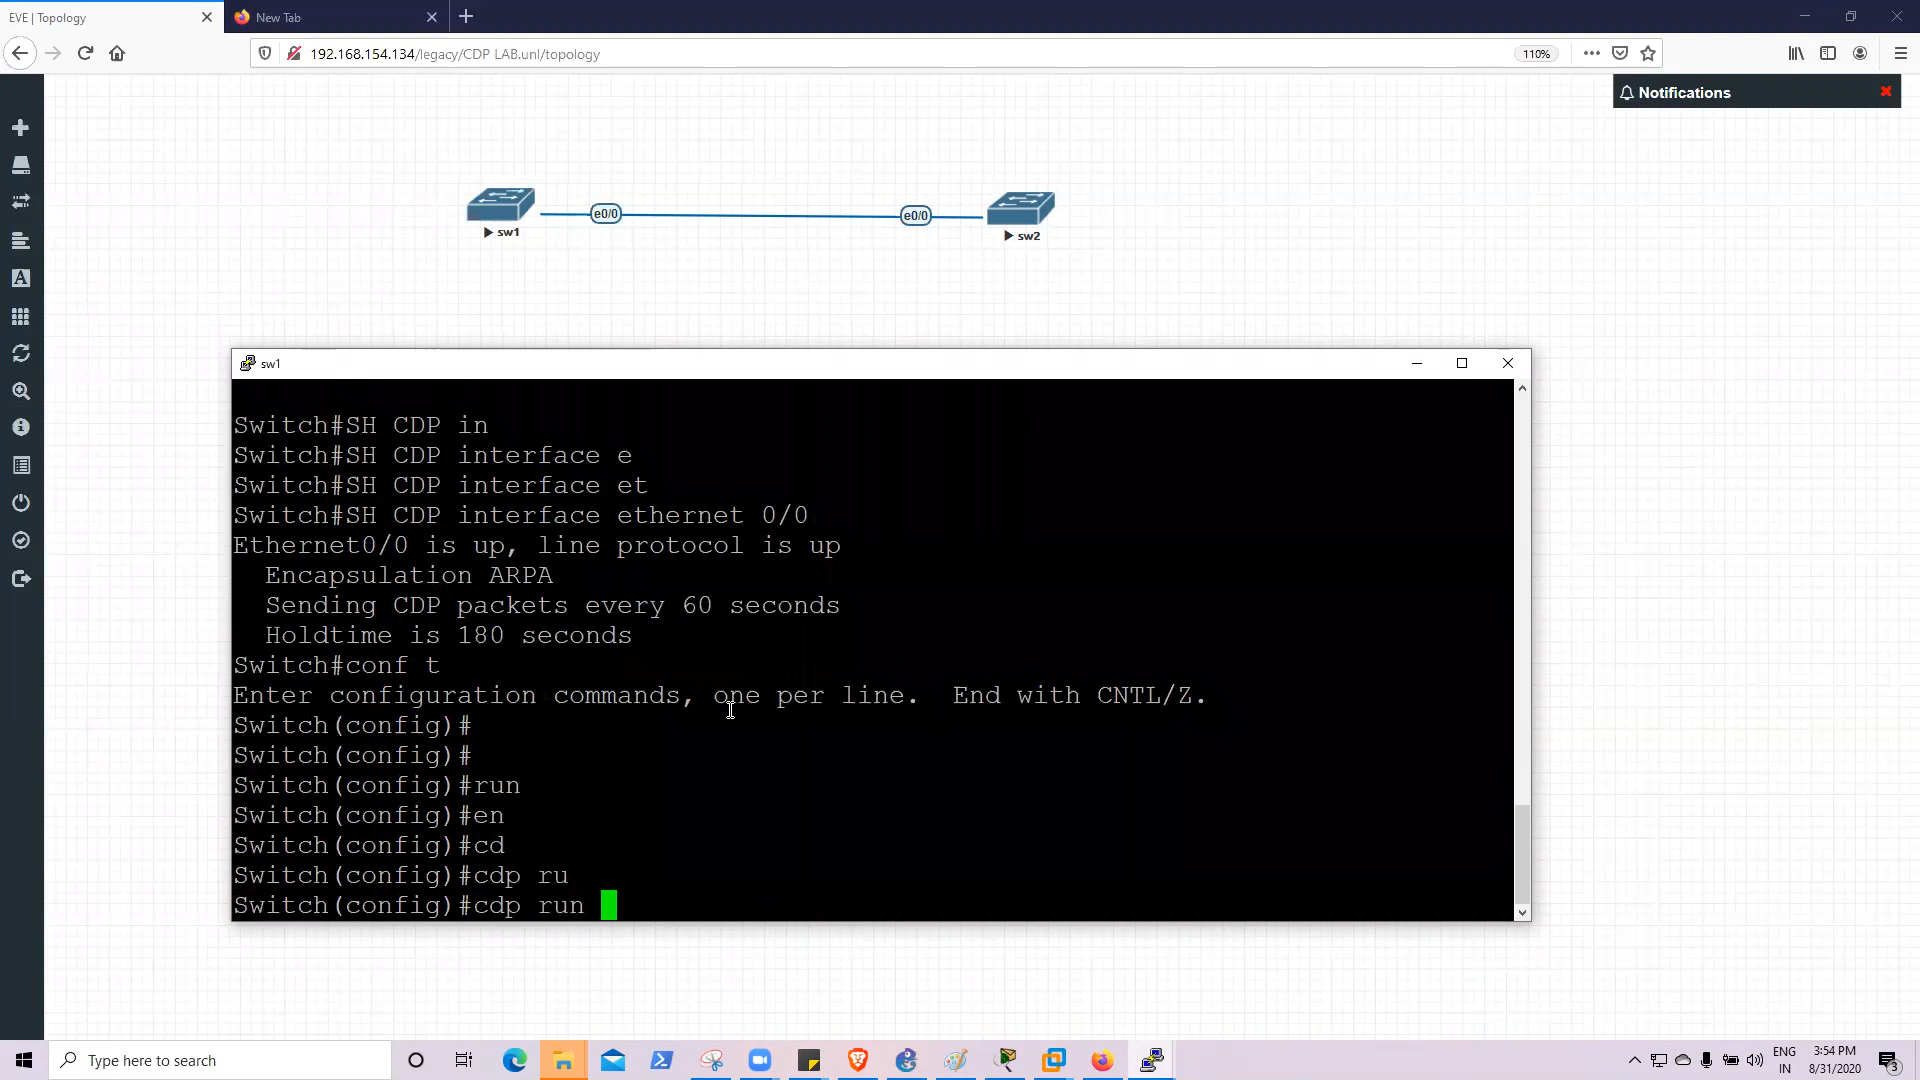 EVE | Topology
New Tab
192.168.154.134/legacy/CDP LAB.unl/topology
110%
Notifications
e0/0
e0/0
sw1
sw2
sw1
Switch#SH CDP in
Switch#SH CDP interface e
Switch#SH CDP interface et
Switch#SH CDP interface ethernet 0/0
Ethernet0/0 is up, line protocol is up
Encapsulation ARPA
Sending CDP packets every 60 seconds
Holdtime is 180 seconds
Switch#conf t
Enter configuration commands, one per line.  End with CNTL/Z.
Switch(config)#
Switch(config)#
Switch(config)#run
Switch(config)#en
Switch(config)#cd
Switch(config)#cdp ru
Switch(config)#cdp run
Type here to search
ENG
IN
3:54 PM
8/31/2020
3